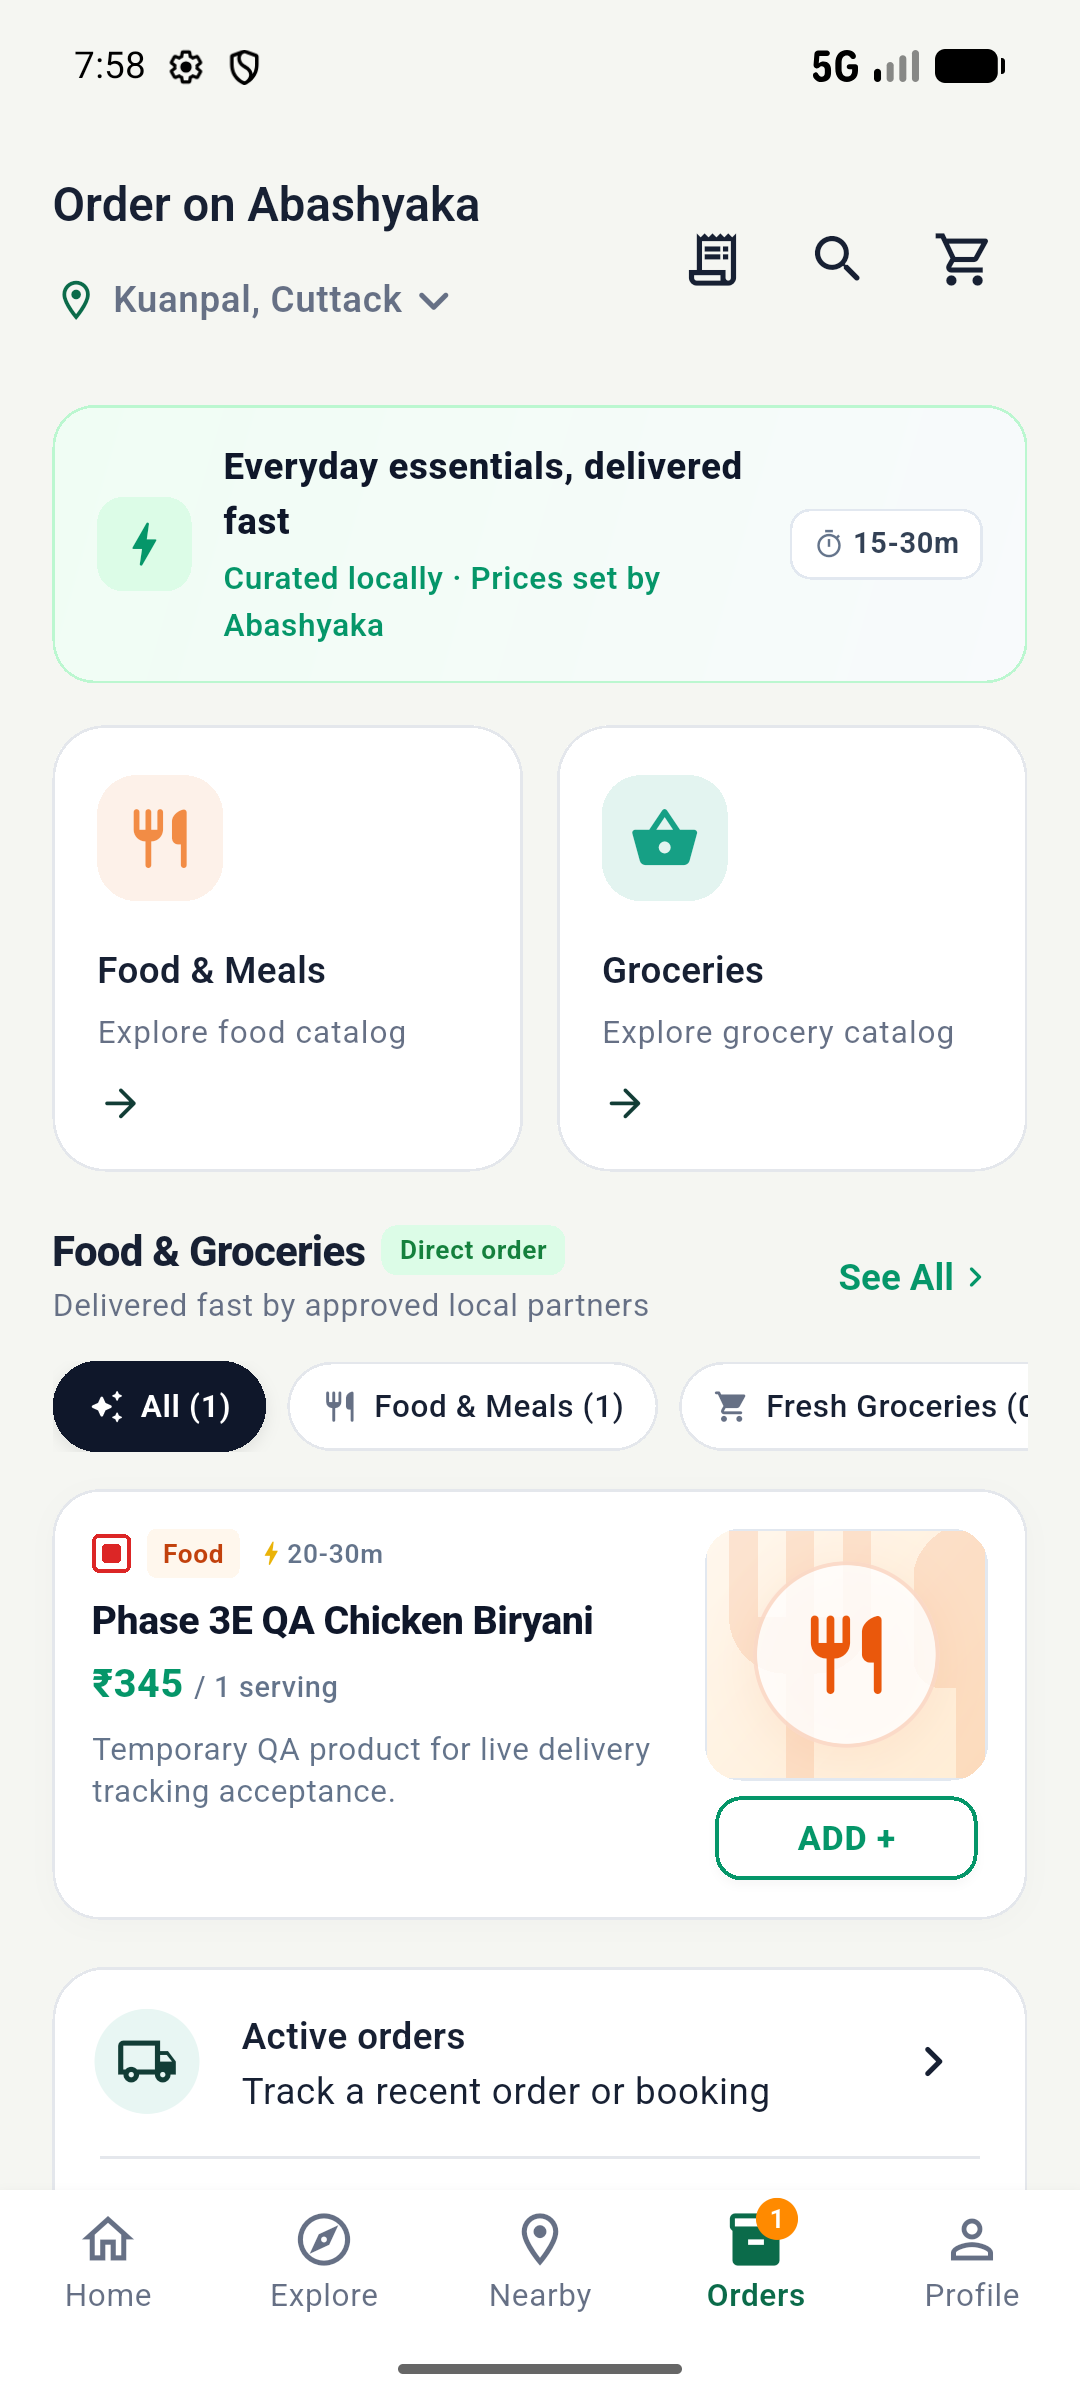 7:58
5G
Order on Abashyaka
Kuanpal, Cuttack
Everyday essentials, delivered
fast
Curated locally · Prices set by
Abashyaka
15-30m
Food & Meals
Explore food catalog
Groceries
Explore grocery catalog
Food & Groceries
Direct order
Delivered fast by approved local partners
See All
All (1)
Food & Meals (1)
Fresh Groceries (0
Food
20-30m
Phase 3E QA Chicken Biryani
₹345 / 1 serving
Temporary QA product for live delivery
tracking acceptance.
ADD +
Active orders
Track a recent order or booking
1
Home
Explore
Nearby
Orders
Profile